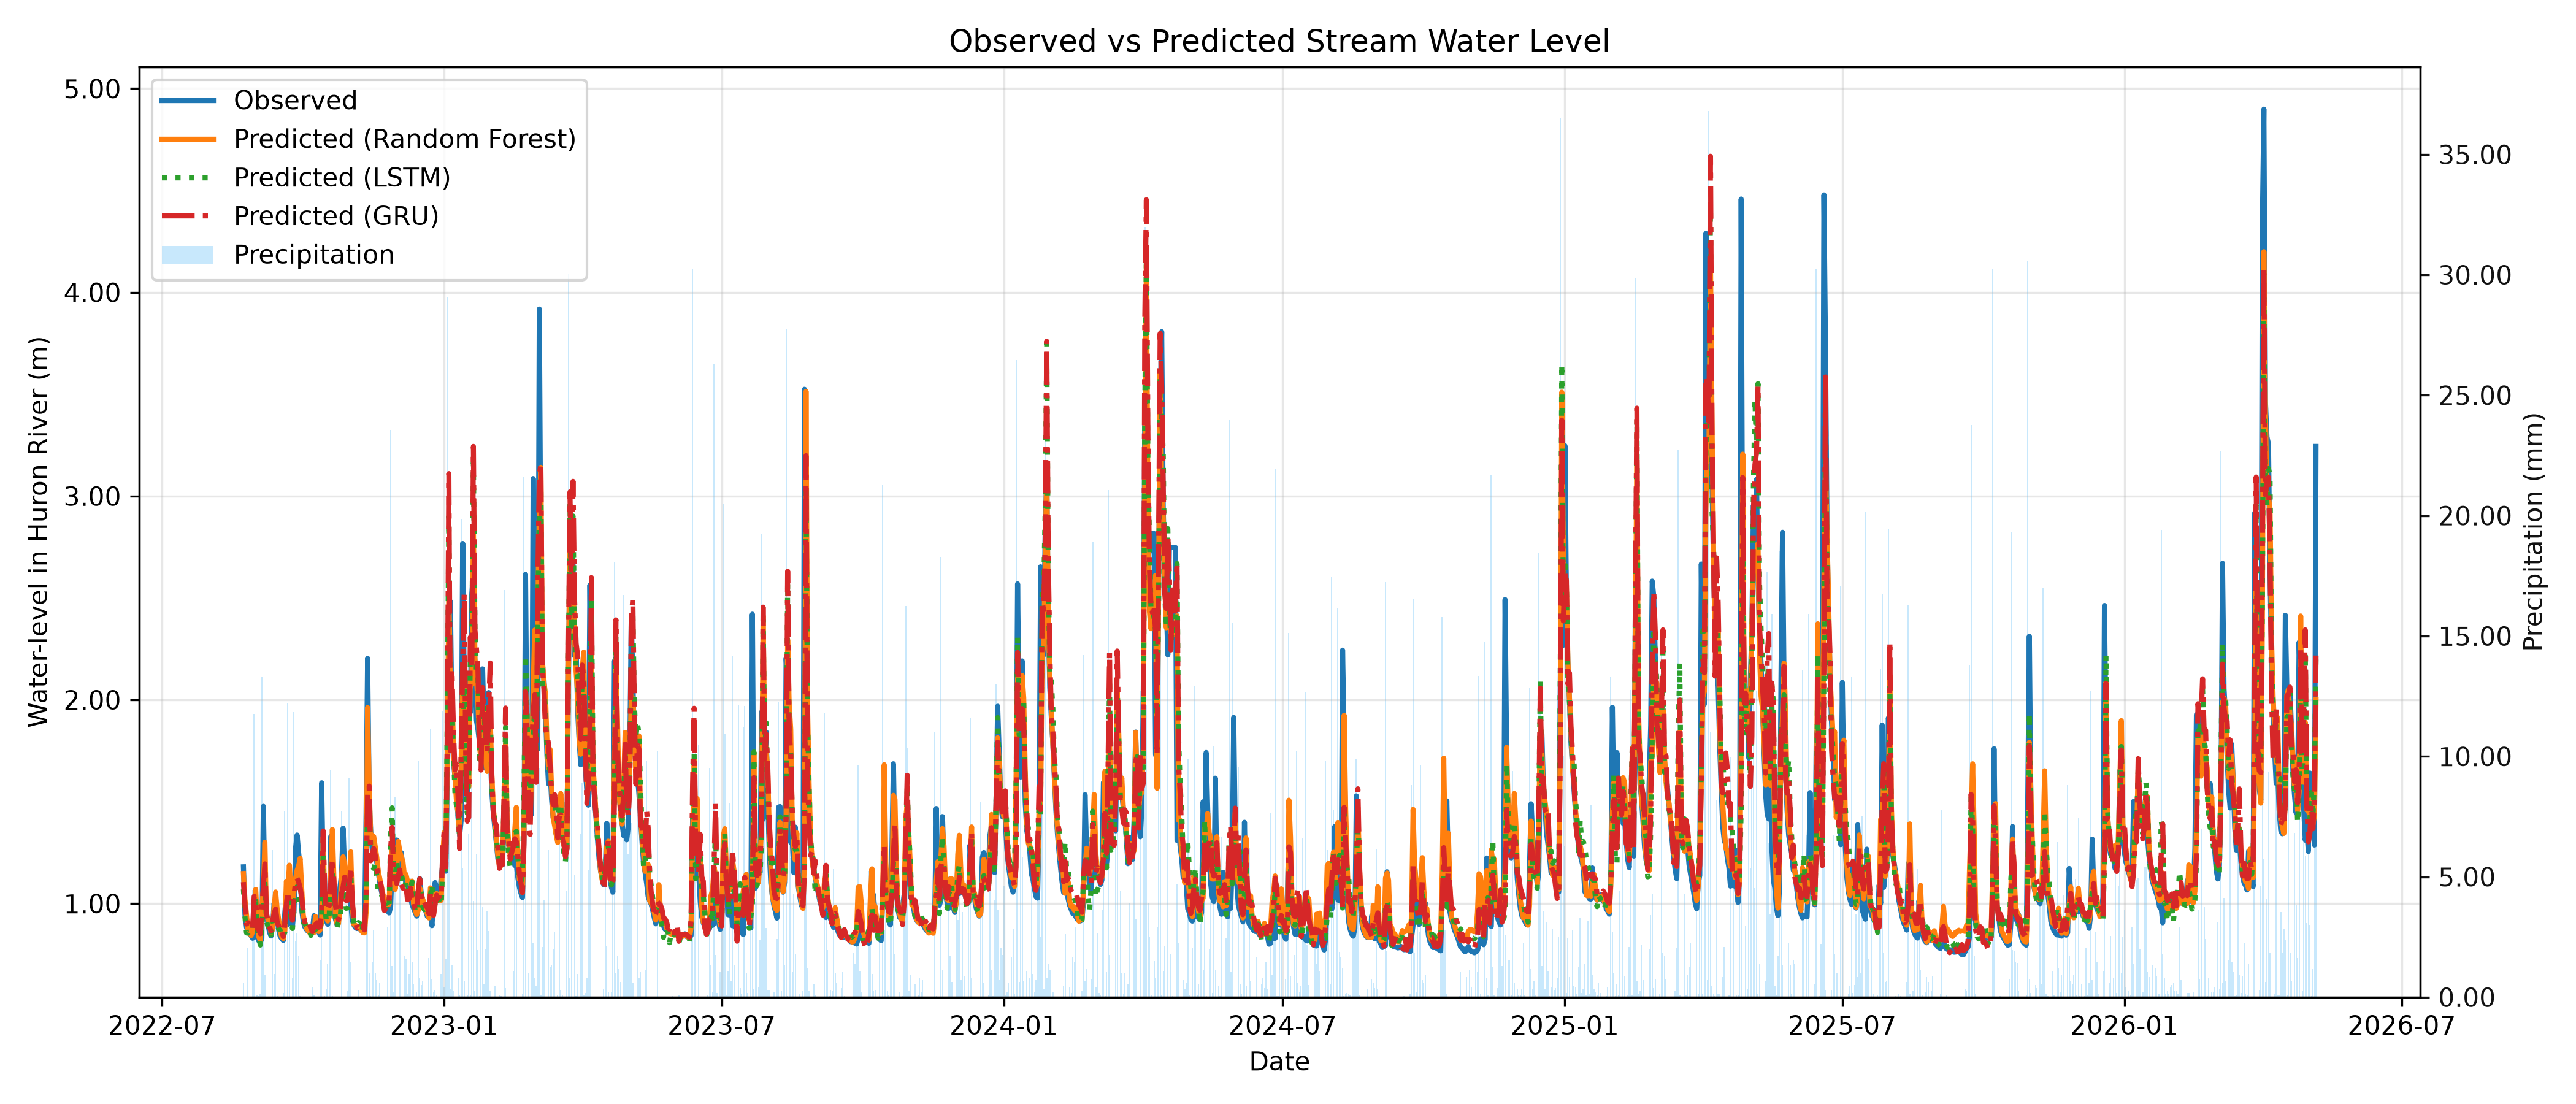 Observed vs Predicted Stream Water Level
Observed
Predicted (Random Forest)
Predicted (LSTM)
Predicted (GRU)
Precipitation
Water-level in Huron River (m)
5.00
4.00
3.00
2.00
1.00
Precipitation (mm)
35.00
30.00
25.00
20.00
15.00
10.00
5.00
0.00
2022-07 2023-01 2023-07 2024-01 2024-07 2025-01 2025-07 2026-01 2026-07
Date